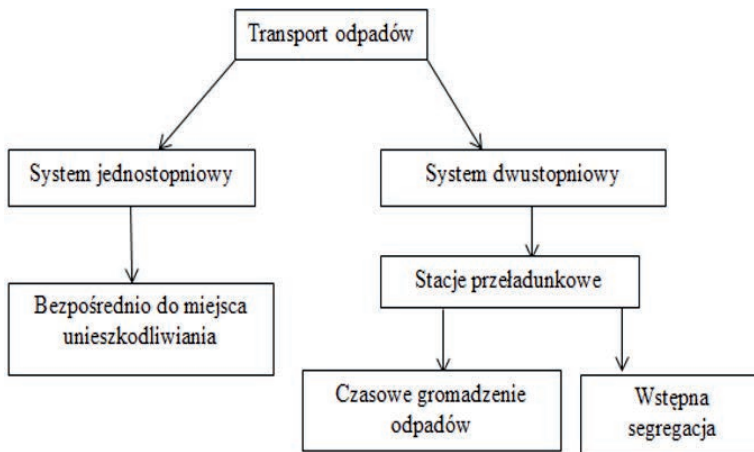 Transport odpadów
System jednostopniowy
System dwustopniowy
Stacje przeładunkowe
Bezpośrednio do miejsca
unieszkodliwiania
Czasowe gromadzenie
odpadów
Wstępna
segregacja